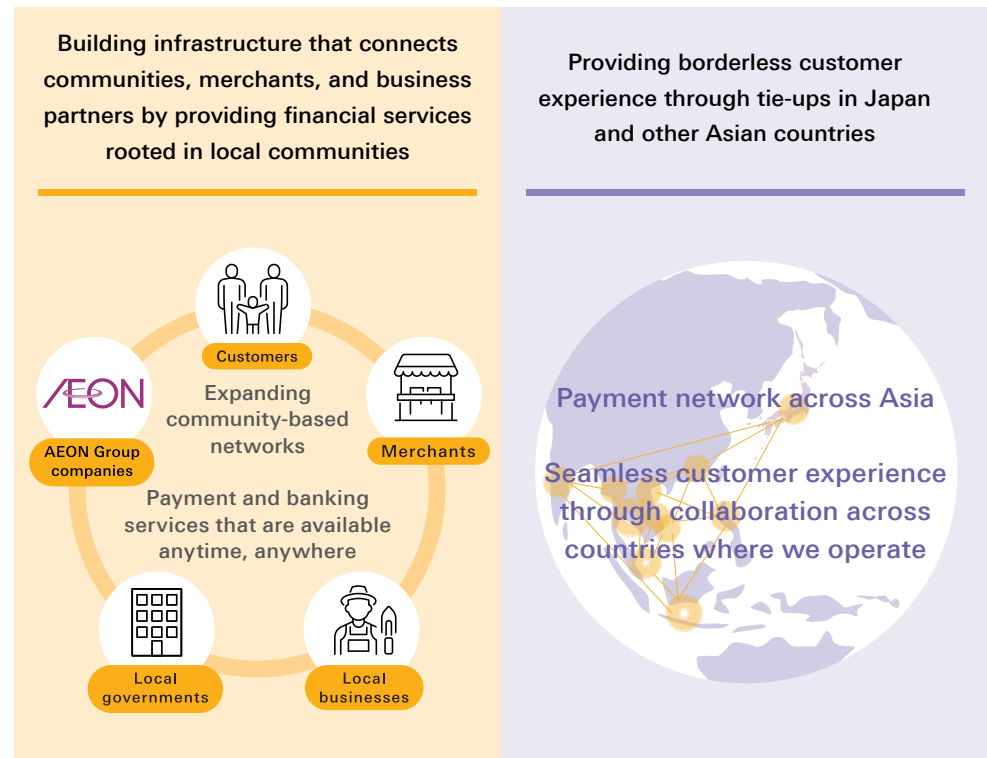 Building infrastructure that connects
communities, merchants, and business
partners by providing financial services
rooted in local communities
Customers
AEON
AEON Group
companies
Expanding
community-based
networks
Merchants
Payment and banking
services that are available
anytime, anywhere
Local
governments
Local
businesses
Providing borderless customer
experience through tie-ups in Japan
and other Asian countries
Payment network across Asia
Seamless customer experience
through collaboration across
countries where we operate